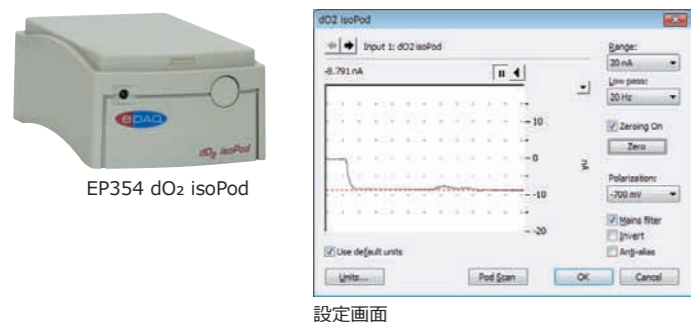 eDAQ
dO2 isoPod
EP354 dO₂ isoPod
dO2 isoPod
Input 1: dO2 isoPod
-8.791 nA
10
0
-10
-20
nA
Range:
20 nA
Low pass:
20 Hz
Zeroing On
Zero
Polarization:
-700 mV
Mains filter
Invert
Anti-alias
Use default units
Units...
Pod Scan
OK
Cancel
設定画面